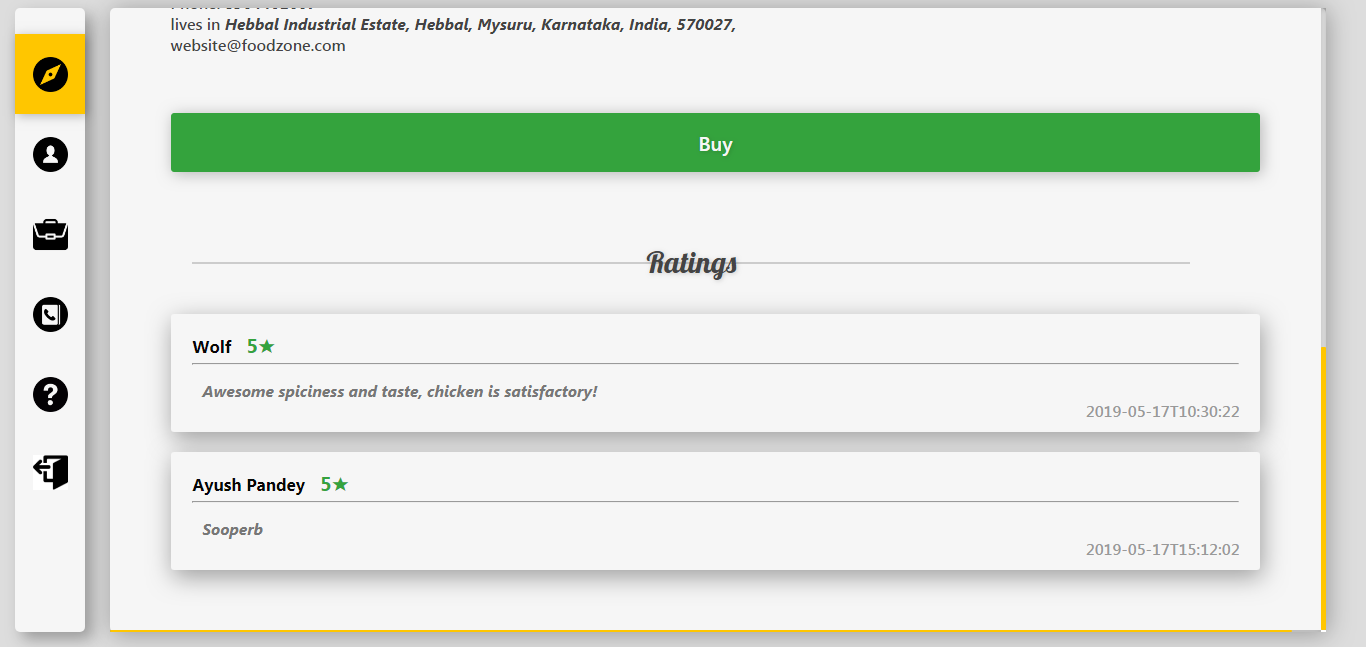 lives in Hebbal Industrial Estate, Hebbal, Mysuru, Karnataka, India, 570027,
website@foodzone.com
Buy
Ratings
Wolf 5★
Awesome spiciness and taste, chicken is satisfactory!
2019-05-17T10:30:22
Ayush Pandey 5★
Sooperb
2019-05-17T15:12:02